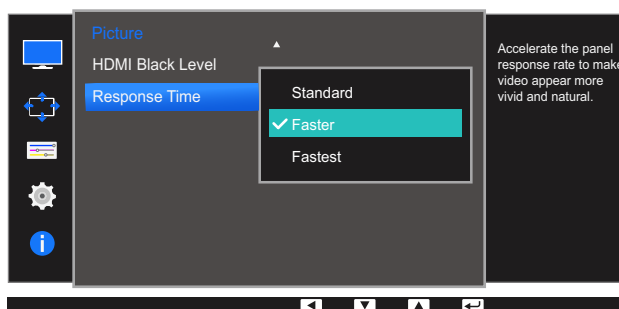 Picture
HDMI Black Level
Response Time
Standard
Faster
Fastest
Accelerate the panel
response rate to make
video appear more
vivid and natural.